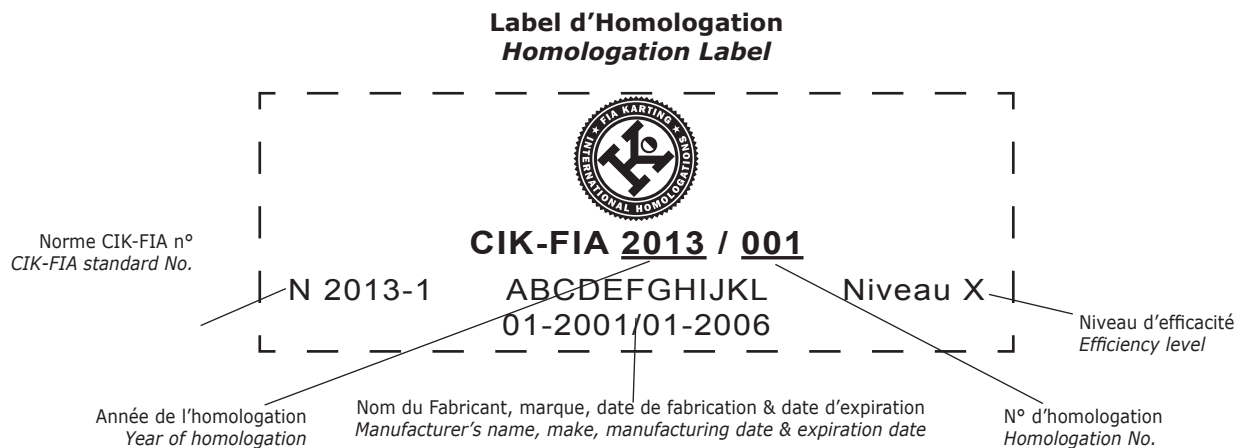 Label d'Homologation
Homologation Label
★ FIA KARTING ★
INTERNATIONAL HOMOLOGATIONS
CIK-FIA 2013 / 001
Norme CIK-FIA n°
CIK-FIA standard No.
N 2013-1 ABCDEFGHIJKL Niveau X
01-2001/01-2006
Niveau d'efficacité
Efficiency level
Année de l'homologation
Year of homologation
Nom du Fabricant, marque, date de fabrication & date d'expiration
Manufacturer's name, make, manufacturing date & expiration date
N° d'homologation
Homologation No.